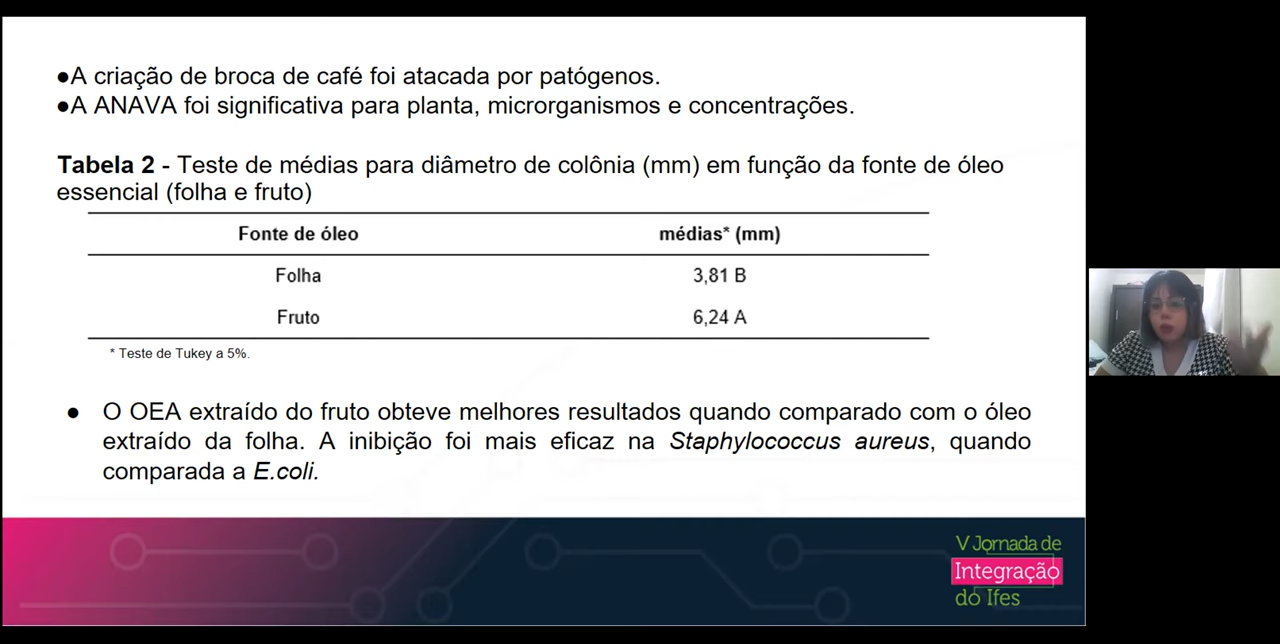 ●A criação de broca de café foi atacada por patógenos.
●A ANAVA foi significativa para planta, microrganismos e concentrações.
Tabela 2 - Teste de médias para diâmetro de colônia (mm) em função da fonte de óleo
essencial (folha e fruto)
Fonte de óleo médias* (mm)
Folha 3,81 B
Fruto 6,24 A
* Teste de Tukey a 5%.
● O OEA extraído do fruto obteve melhores resultados quando comparado com o óleo
extraído da folha. A inibição foi mais eficaz na Staphylococcus aureus, quando
comparada a E.coli.
V Jornada de
Integração
do Ifes